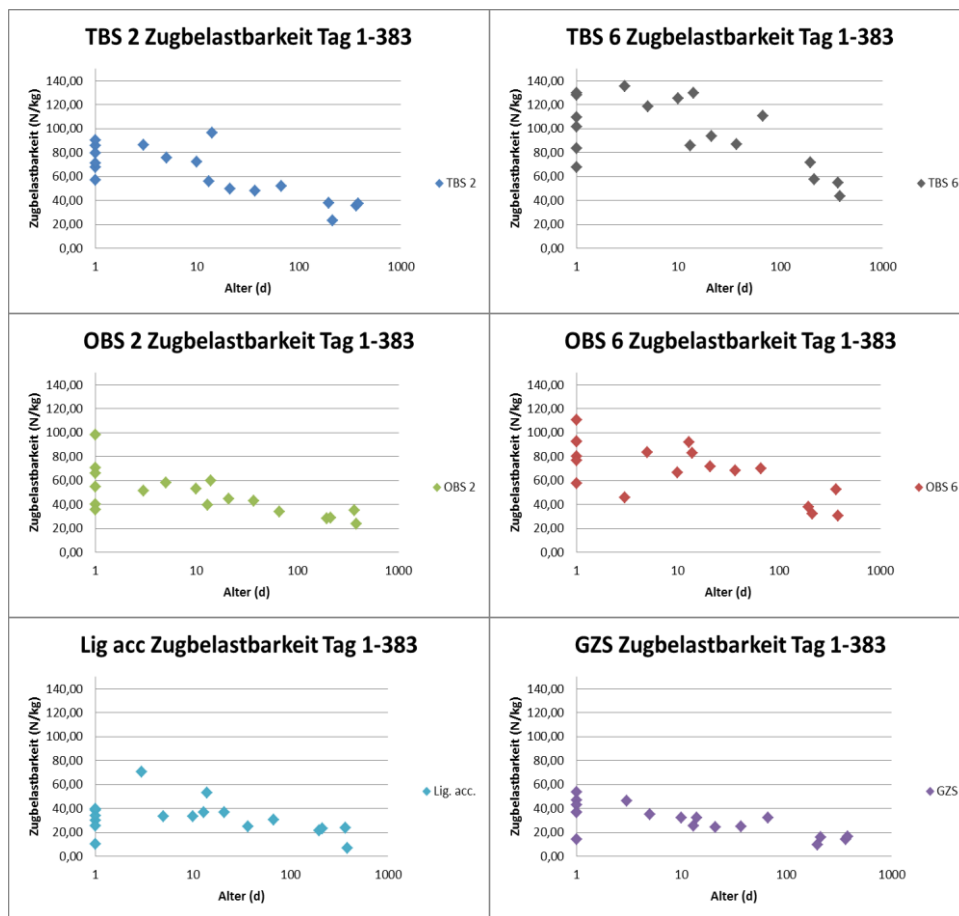 TBS 2 Zugbelastbarkeit Tag 1-383
Zugbelastbarkeit (N/kg)
140,00
120,00
100,00
80,00
60,00
40,00
20,00
0,00
1 10 100 1000
Alter (d)
TBS 2
TBS 6 Zugbelastbarkeit Tag 1-383
Zugbelastbarkeit (N/kg)
140,00
120,00
100,00
80,00
60,00
40,00
20,00
0,00
1 10 100 1000
Alter (d)
TBS 6
OBS 2 Zugbelastbarkeit Tag 1-383
Zugbelastbarkeit (N/kg)
140,00
120,00
100,00
80,00
60,00
40,00
20,00
0,00
1 10 100 1000
Alter (d)
OBS 2
OBS 6 Zugbelastbarkeit Tag 1-383
Zugbelastbarkeit (N/kg)
140,00
120,00
100,00
80,00
60,00
40,00
20,00
0,00
1 10 100 1000
Alter (d)
OBS 6
Lig acc Zugbelastbarkeit Tag 1-383
Zugbelastbarkeit (N/kg)
140,00
120,00
100,00
80,00
60,00
40,00
20,00
0,00
1 10 100 1000
Alter (d)
Lig. acc.
GZS Zugbelastbarkeit Tag 1-383
Zugbelastbarkeit (N/kg)
140,00
120,00
100,00
80,00
60,00
40,00
20,00
0,00
1 10 100 1000
Alter (d)
GZS